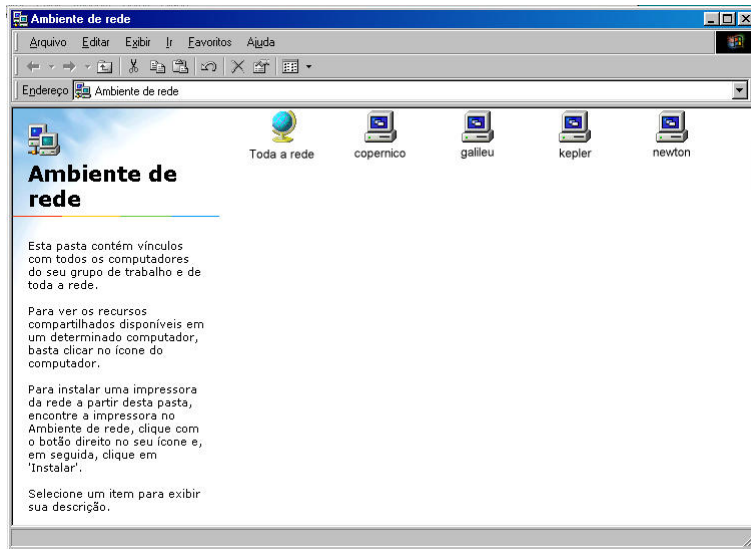 Ambiente de rede
Arquivo Editar Exibir Ir Favoritos Ajuda
Endereço Ambiente de rede
Toda a rede copernico galileu kepler newton
Ambiente de
rede
Esta pasta contém vínculos
com todos os computadores
do seu grupo de trabalho e de
toda a rede.
Para ver os recursos
compartilhados disponíveis em
um determinado computador,
basta clicar no ícone do
computador.
Para instalar uma impressora
da rede a partir desta pasta,
encontre a impressora no
Ambiente de rede, clique com
o botão direito no seu ícone e,
em seguida, clique em
'Instalar'.
Selecione um item para exibir
sua descrição.